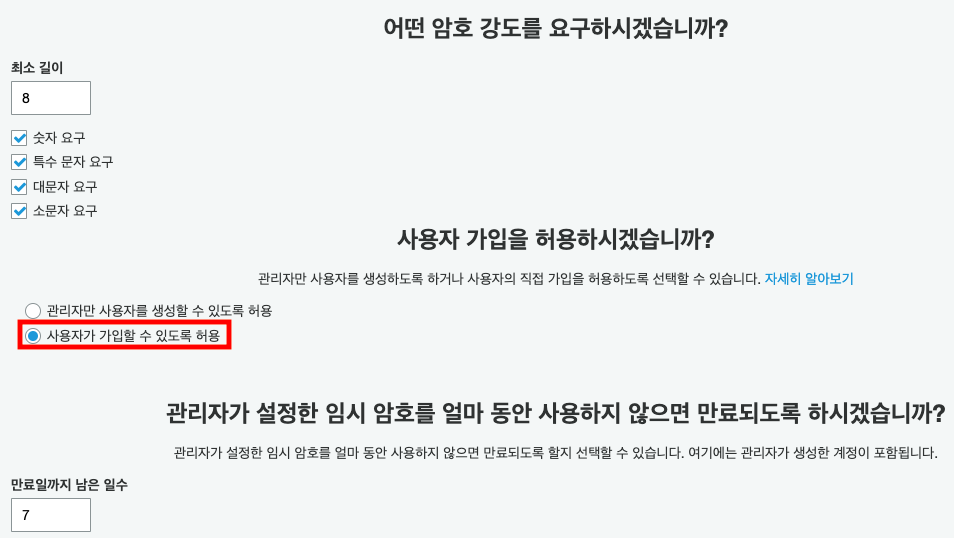 어떤 암호 강도를 요구하시겠습니까?
최소 길이
8
숫자 요구
특수 문자 요구
대문자 요구
소문자 요구
사용자 가입을 허용하시겠습니까?
관리자만 사용자를 생성하도록 하거나 사용자의 직접 가입을 허용하도록 선택할 수 있습니다. 자세히 알아보기
관리자만 사용자를 생성할 수 있도록 허용
사용자가 가입할 수 있도록 허용
관리자가 설정한 임시 암호를 얼마 동안 사용하지 않으면 만료되도록 하시겠습니까?
관리자가 설정한 임시 암호를 얼마 동안 사용하지 않으면 만료되도록 할지 선택할 수 있습니다. 여기에는 관리자가 생성한 계정이 포함됩니다.
만료일까지 남은 일수
7